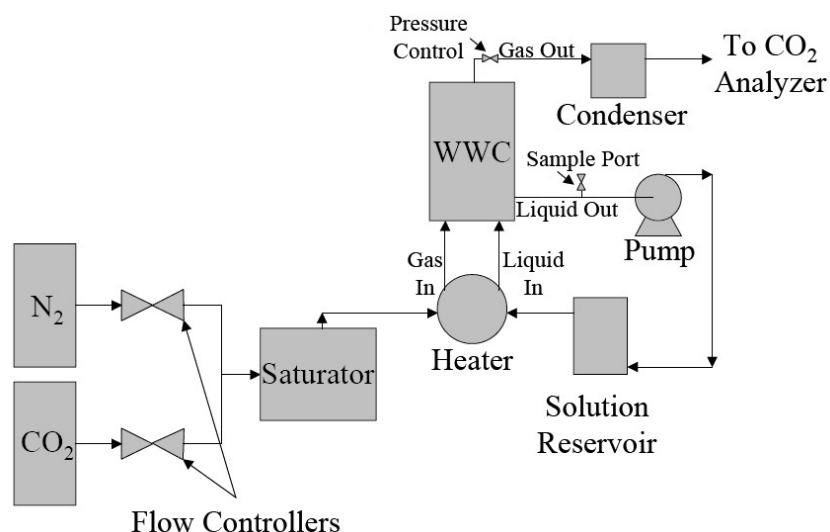 Pressure
Control
Gas Out
To CO₂
Analyzer
Condenser
WWC
Sample Port
Liquid Out
Pump
Gas
In
Liquid
In
N₂
Heater
Saturator
CO₂
Solution
Reservoir
Flow Controllers